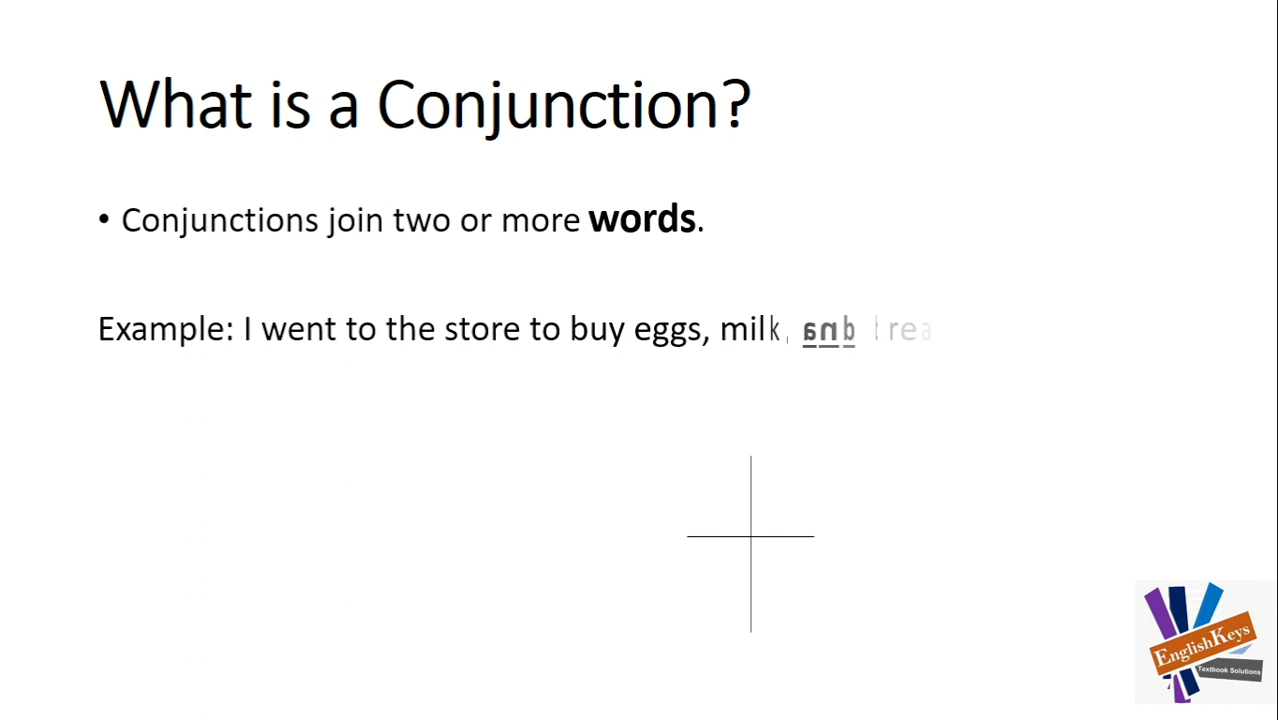 What is a Conjunction?
• Conjunctions join two or more words.
Example: I went to the store to buy eggs, milk, and
EnglishKeys
Textbook Solutions